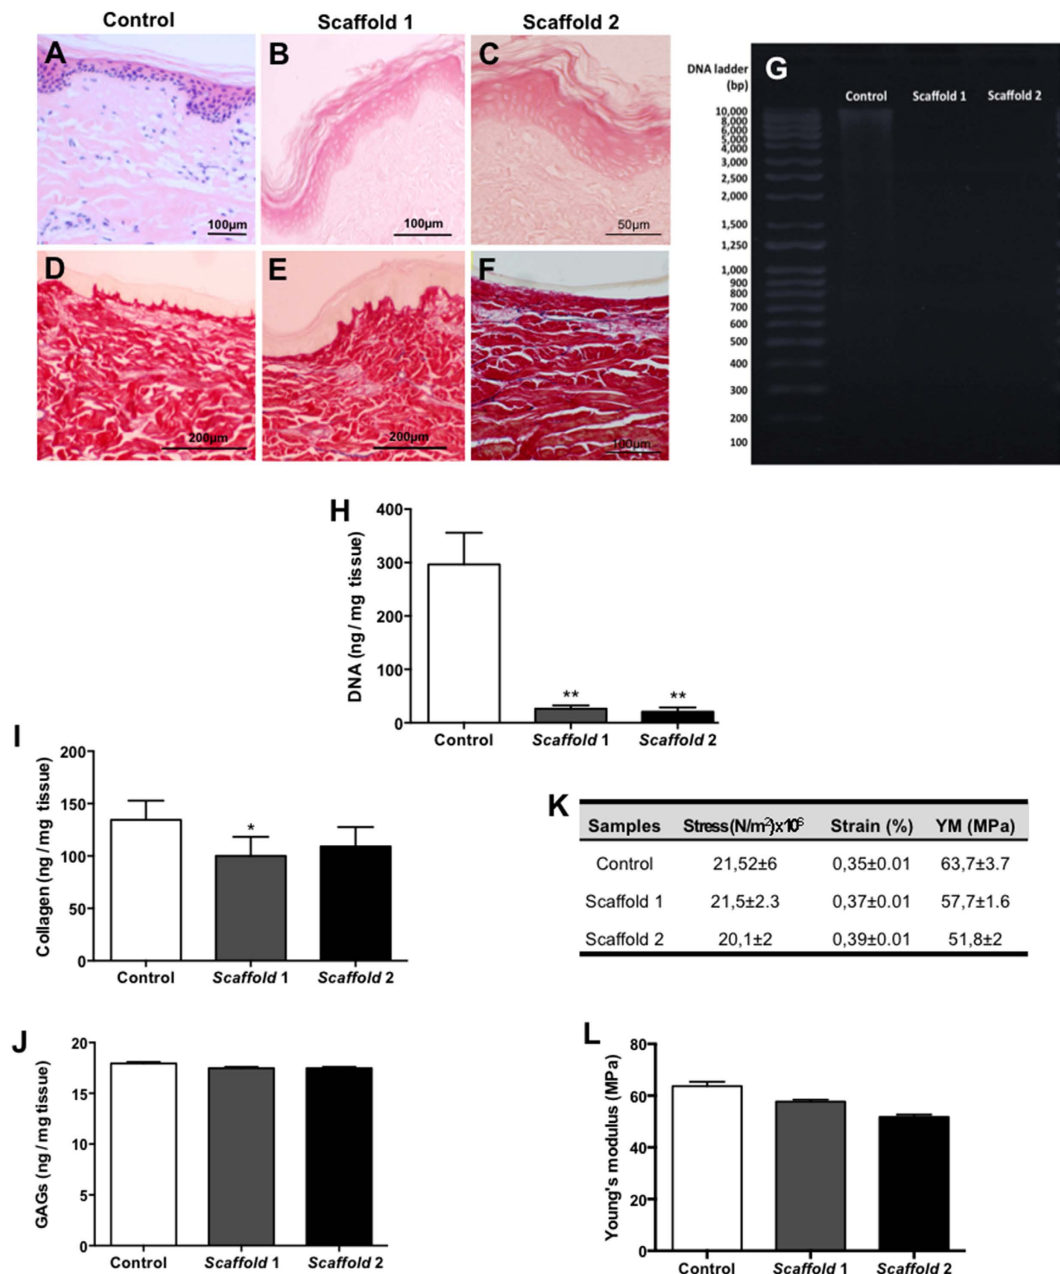 Control Scaffold 1 Scaffold 2
A B C
100µm 100µm 50µm
D E F
200µm 200µm 100µm
G
DNA ladder
(bp)
Control Scaffold 1 Scaffold 2
10,000
8,000
6,000
5,000
4,000
3,000
2,500
2,000
1,500
1,250
1,000
900
800
700
600
500
400
300
200
100
H
DNA (ng / mg tissue)
400
300
200
100
0
** **
Control Scaffold 1 Scaffold 2
I
Collagen (ng / mg tissue)
200
150
100
50
0
*
Control Scaffold 1 Scaffold 2
K
Samples Stress(N/m²)x10⁶ Strain (%) YM (MPa)
Control 21,52±6 0,35±0.01 63,7±3.7
Scaffold 1 21,5±2.3 0,37±0.01 57,7±1.6
Scaffold 2 20,1±2 0,39±0.01 51,8±2
J
GAGs (ng / mg tissue)
20
15
10
5
0
Control Scaffold 1 Scaffold 2
L
Young's modulus (MPa)
80
60
40
20
0
Control Scaffold 1 Scaffold 2